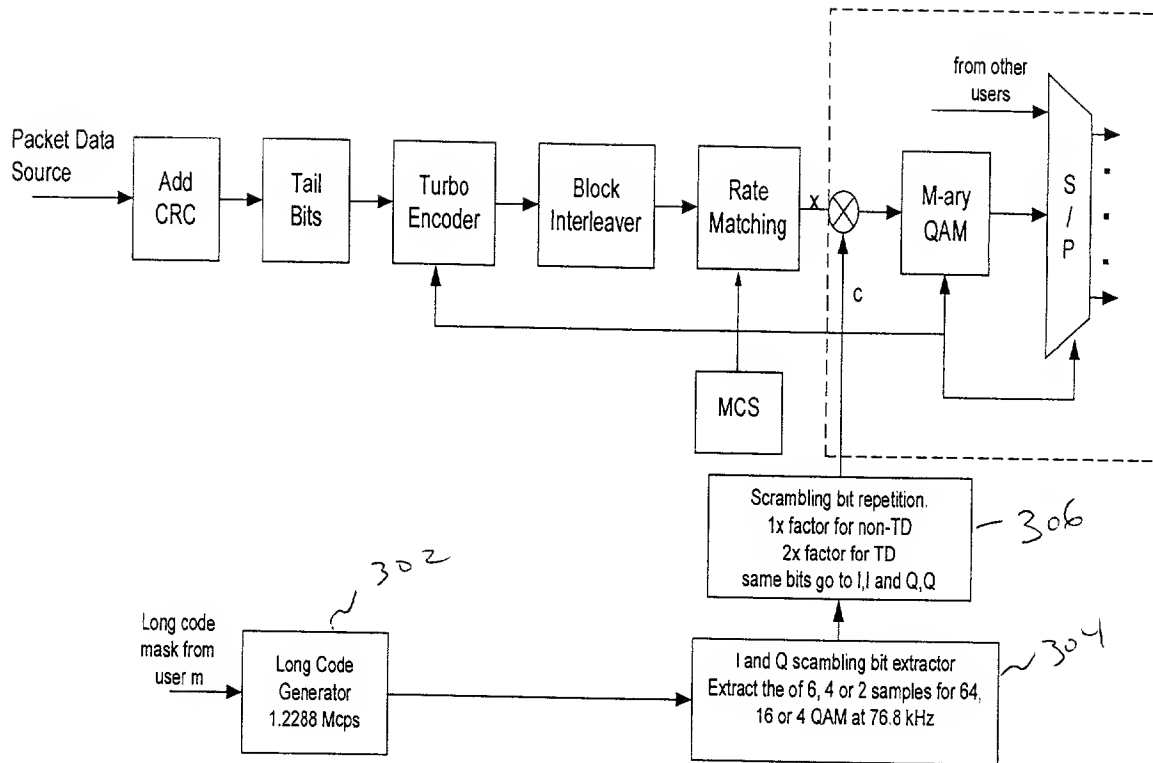 from other
users
Packet Data
Source
Add
CRC
Tail
Bits
Turbo
Encoder
Block
Interleaver
Rate
Matching
X
M-ary
QAM
S
/
P
C
MCS
Scrambling bit repetition.
1x factor for non-TD
2x factor for TD
same bits go to I,I and Q,Q
306
302
Long code
mask from
user m
Long Code
Generator
1.2288 Mcps
I and Q scambling bit extractor
Extract the of 6, 4 or 2 samples for 64,
16 or 4 QAM at 76.8 kHz
304